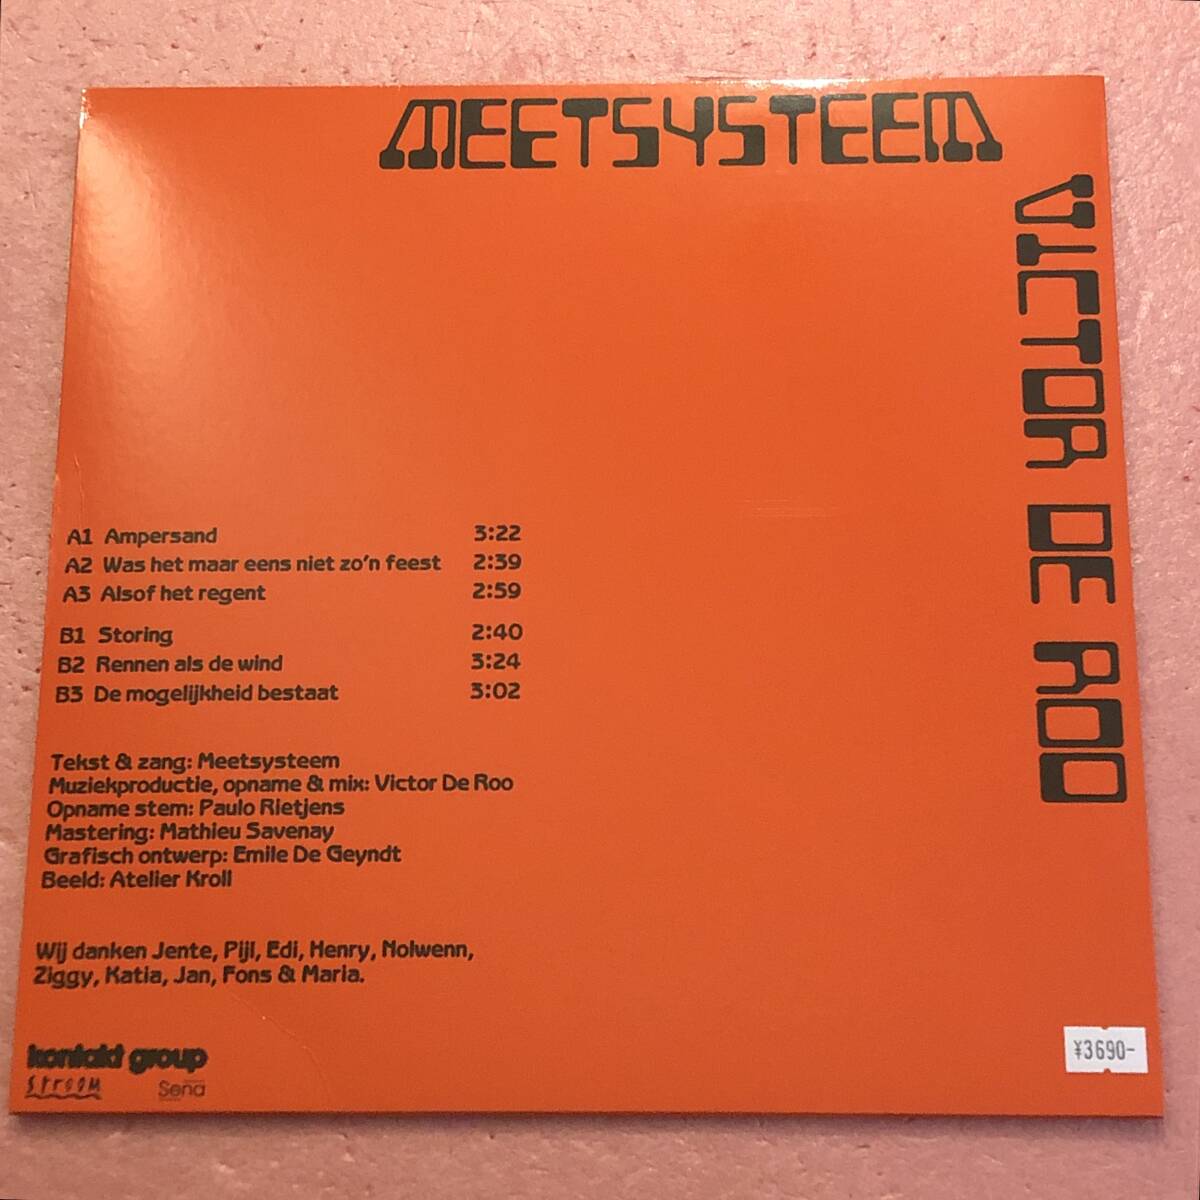 MEETSYSTEEM
VICTOR DE ROO
A1 Ampersand 3:22
A2 Was het maar eens niet zo'n feest 2:39
A3 Alsof het regent 2:59
B1 Storing 2:40
B2 Rennen als de wind 3:24
B3 De mogelijkheid bestaat 3:02
Tekst & zang: Meetsysteem
Muziekproductie, opname & mix: Victor De Roo
Opname stem: Paulo Rietjens
Mastering: Mathieu Savenay
Grafisch ontwerp: Emile De Geyndt
Beeld: Atelier Kroll
Wij danken Jente, Pijl, Edi, Henry, Nolwenn,
Ziggy, Katia, Jan, Fons & Maria.
kontakt group
STROOM
Sena
¥3690-